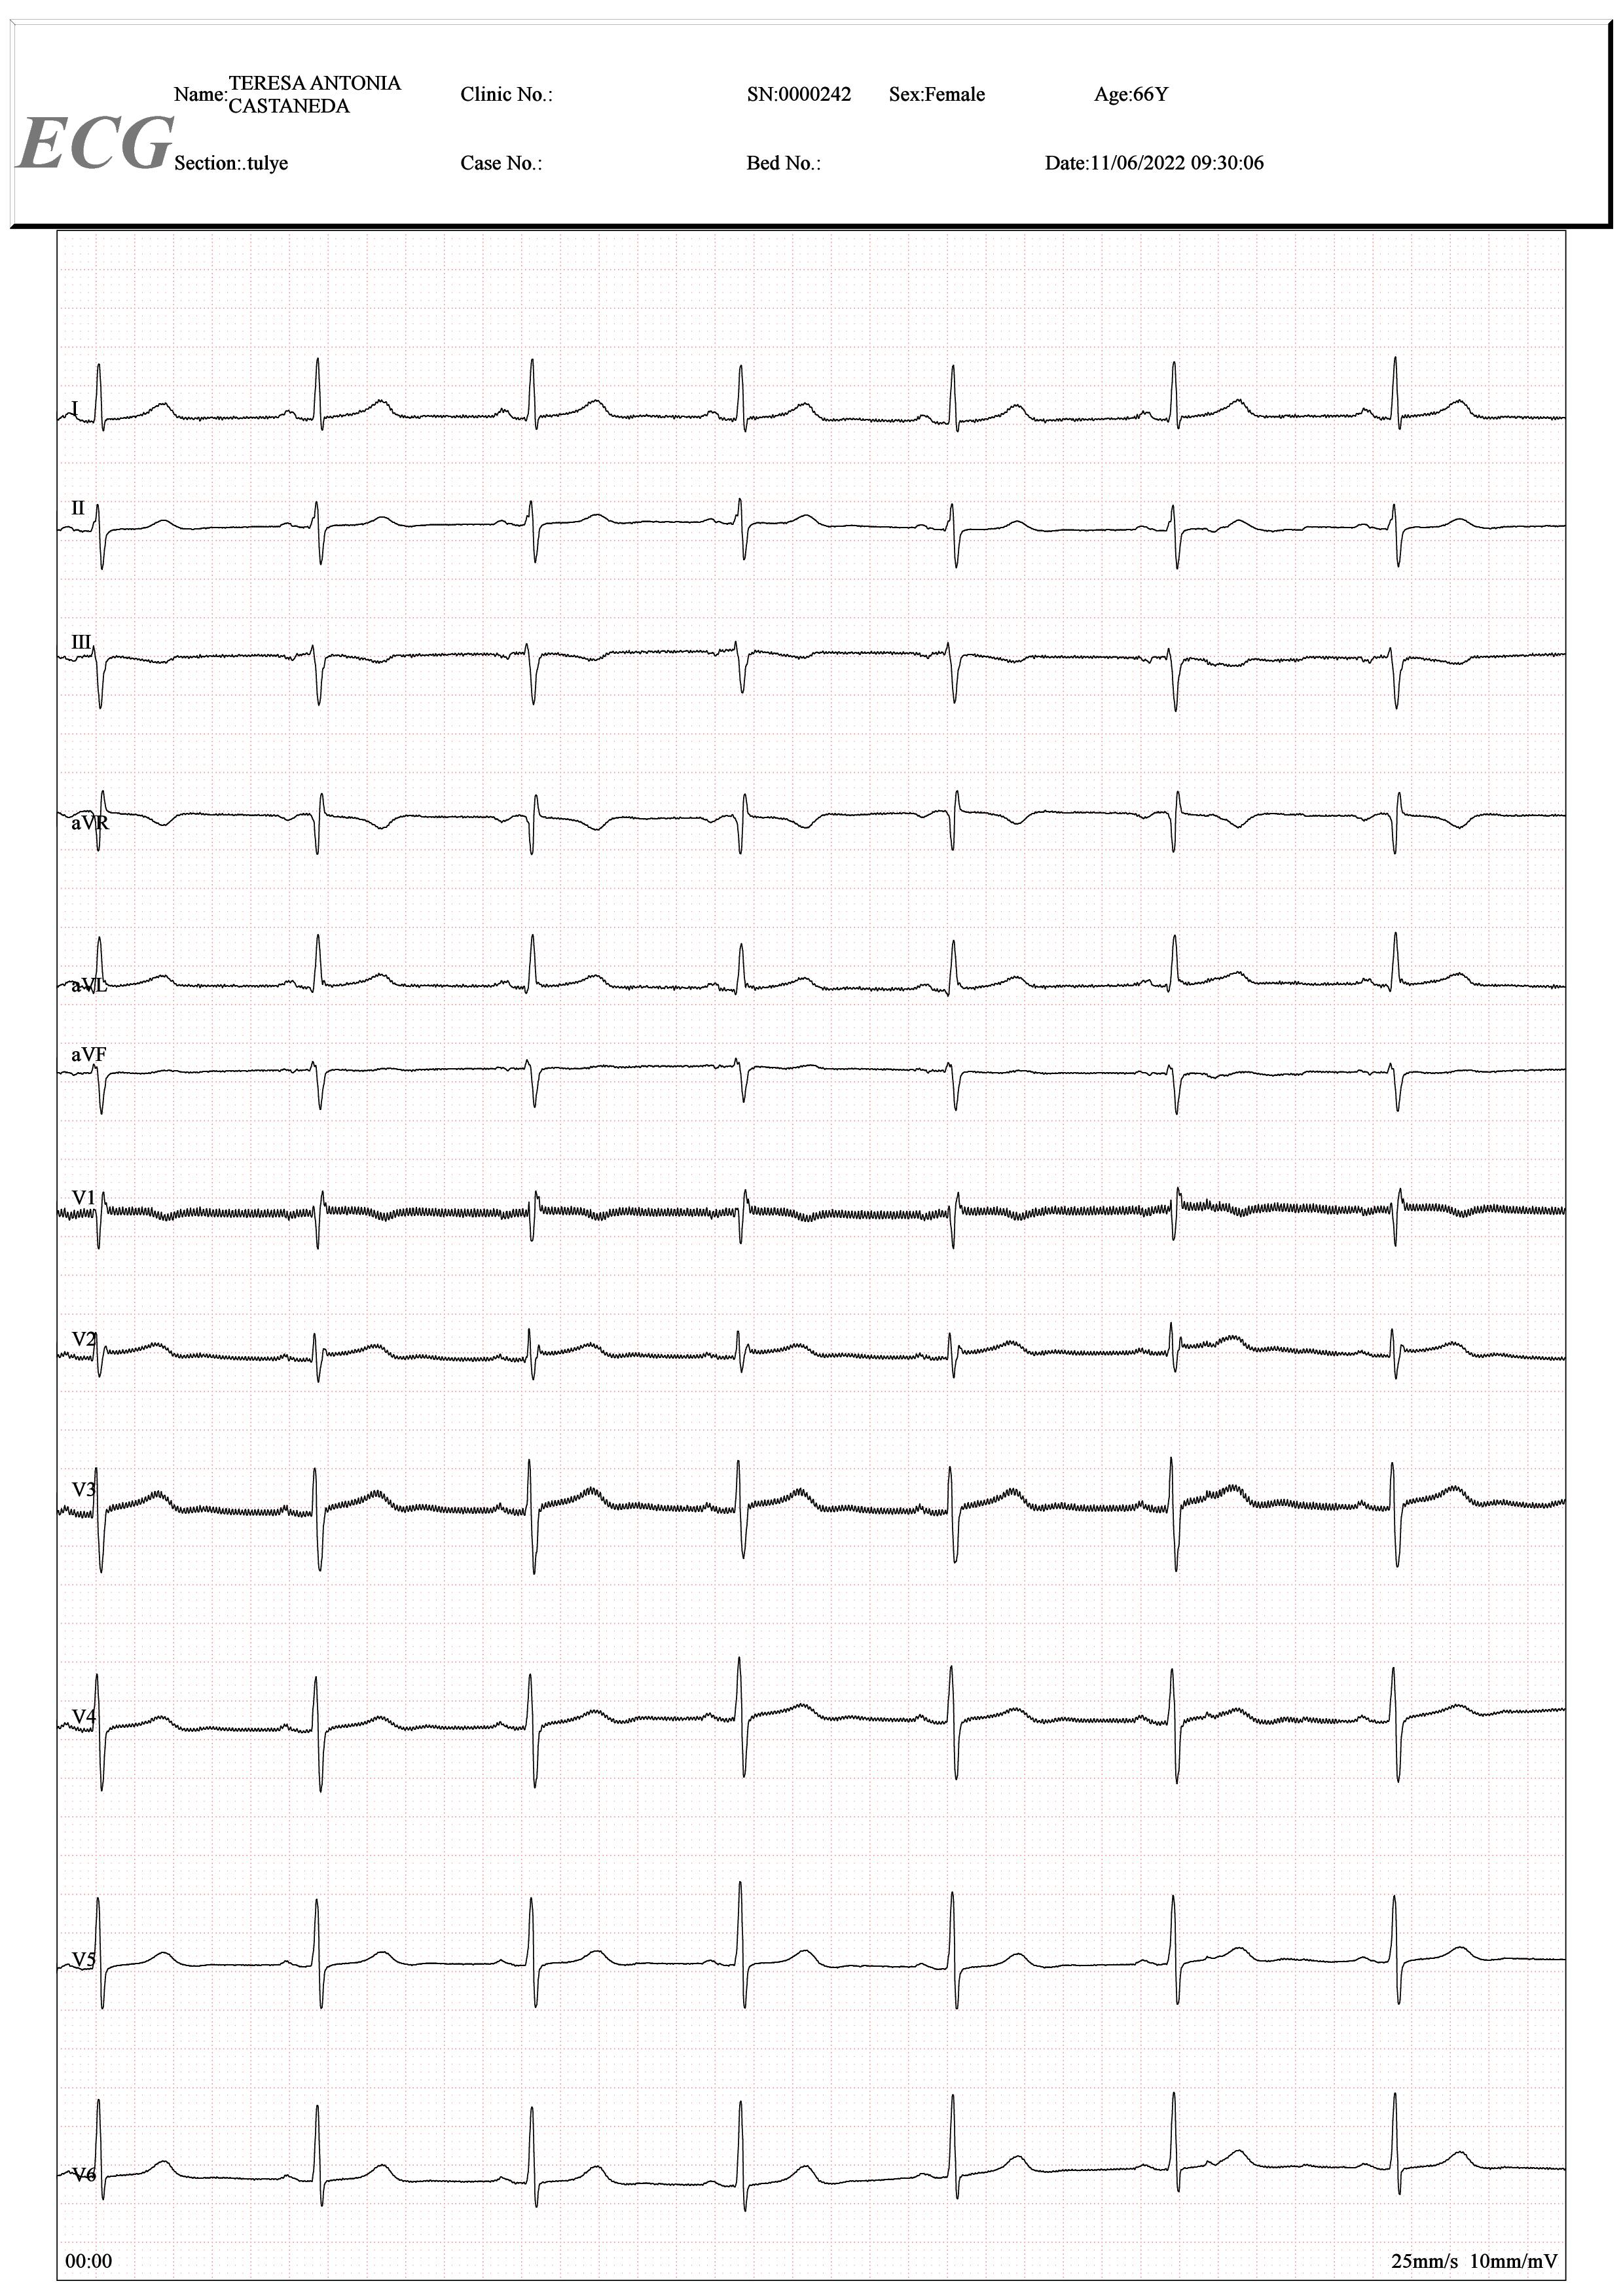 ECG
Name:TERESA ANTONIA CASTANEDA Clinic No.: SN:0000242 Sex:Female Age:66Y
Section:.tulye Case No.: Bed No.: Date:11/06/2022 09:30:06
I
II
III
aVR
aVL
aVF
V1
V2
V3
V4
V5
V6
00:00 25mm/s 10mm/mV